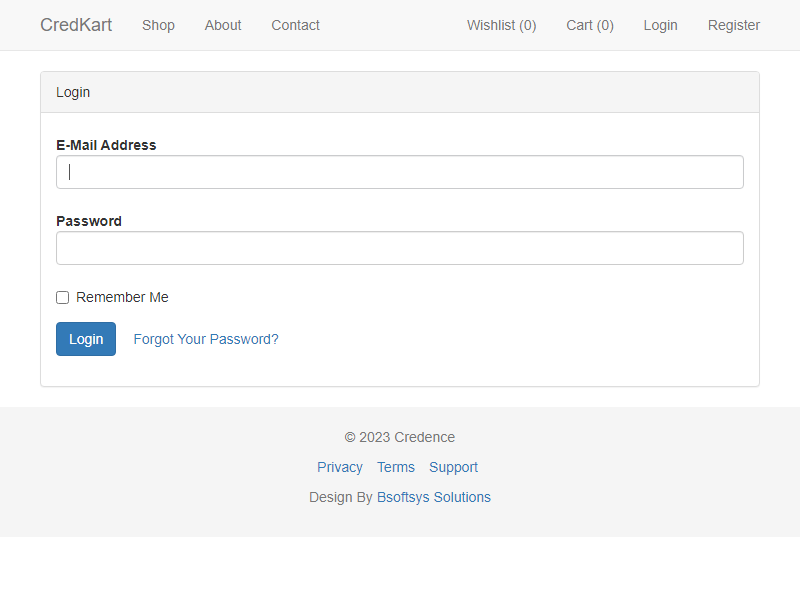 CredKart Shop About Contact Wishlist (0) Cart (0) Login Register
Login
E-Mail Address
Password
Remember Me
Login Forgot Your Password?
© 2023 Credence
Privacy Terms Support
Design By Bsoftsys Solutions